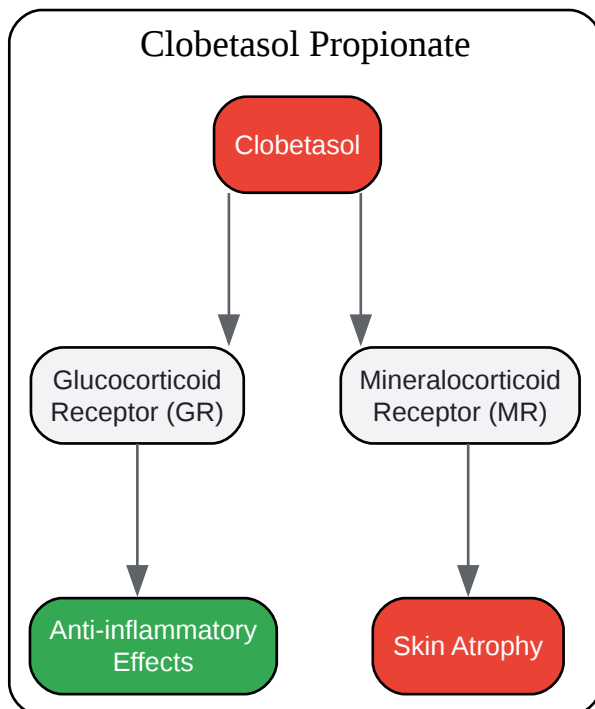 Clobetasol Propionate
Clobetasol
Glucocorticoid
Receptor (GR)
Mineralocorticoid
Receptor (MR)
Anti-inflammatory
Effects
Skin Atrophy